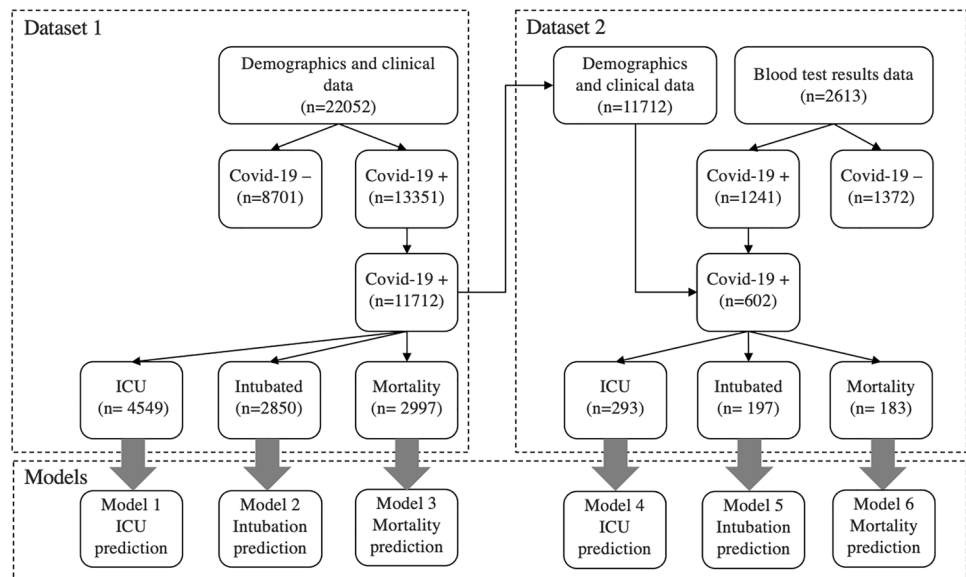 Dataset 1
Demographics and clinical
data
(n=22052)
Covid-19 –
(n=8701)
Covid-19 +
(n=13351)
Covid-19 +
(n=11712)
ICU
(n= 4549)
Intubated
(n=2850)
Mortality
(n= 2997)
Dataset 2
Demographics
and clinical data
(n=11712)
Blood test results data
(n=2613)
Covid-19 +
(n=1241)
Covid-19 –
(n=1372)
Covid-19 +
(n=602)
ICU
(n=293)
Intubated
(n= 197)
Mortality
(n= 183)
Models
Model 1
ICU
prediction
Model 2
Intubation
prediction
Model 3
Mortality
prediction
Model 4
ICU
prediction
Model 5
Intubation
prediction
Model 6
Mortality
prediction